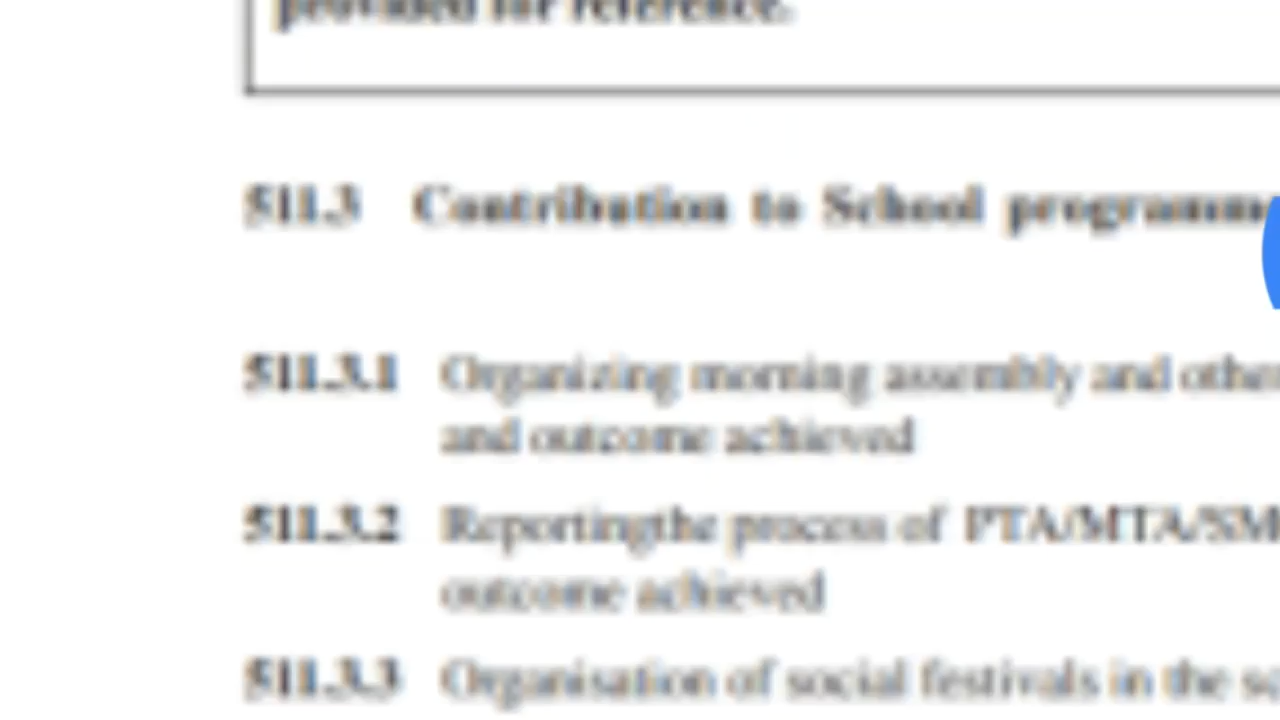 provided for reference.
511.3 Contribution to School programme
511.3.1 Organizing morning assembly and other
and outcome achieved
511.3.2 Reportingthe process of PTA/MTA/SM
outcome achieved
511.3.3 Organisation of social festivals in the sc